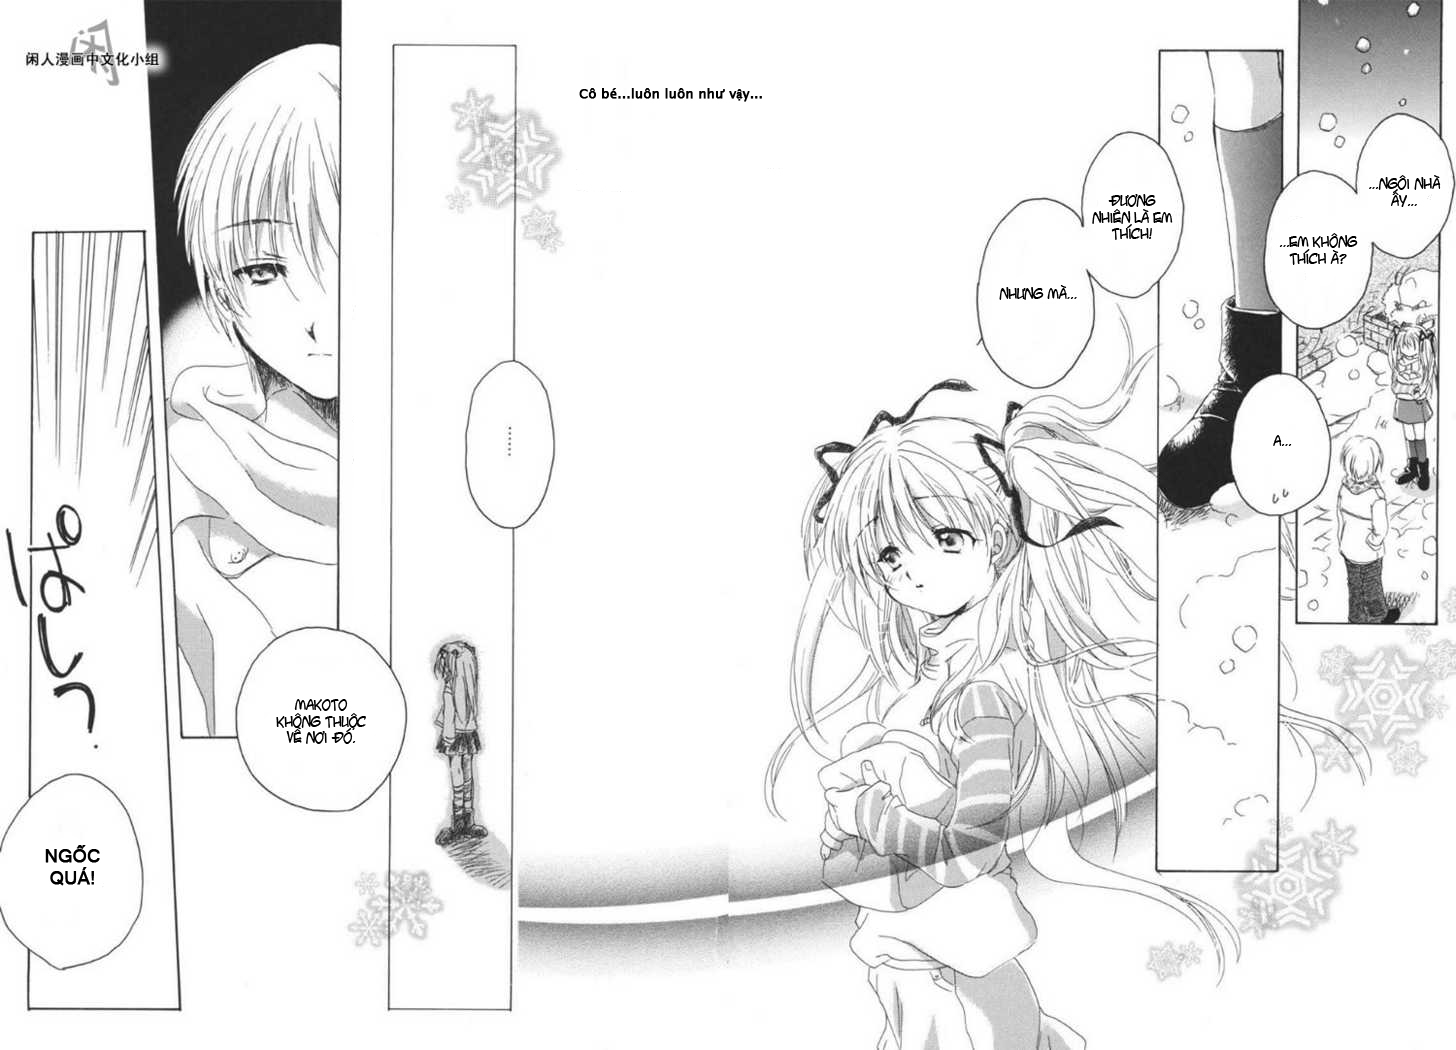 ...NGÔI NHÀ
ẤY...
...EM KHÔNG
THÍCH À?
A...
ĐƯƠNG
NHIÊN LÀ EM
THÍCH!
NHƯNG MÀ...
Cô bé...luôn luôn như vậy...
.........
MAKOTO
KHÔNG THUỘC
VỀ NƠI ĐÓ.
ぱしっ
NGỐC
QUÁ!
闲
闲人漫画中文化小组